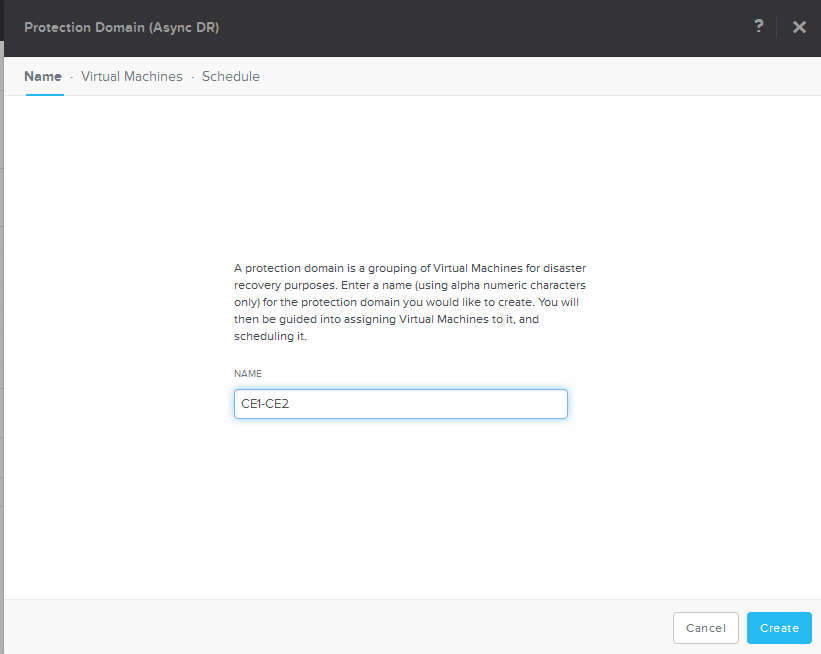 Protection Domain (Async DR) ? ×
Name · Virtual Machines · Schedule
A protection domain is a grouping of Virtual Machines for disaster
recovery purposes. Enter a name (using alpha numeric characters
only) for the protection domain you would like to create. You will
then be guided into assigning Virtual Machines to it, and
scheduling it.
NAME
CE1-CE2
Cancel Create